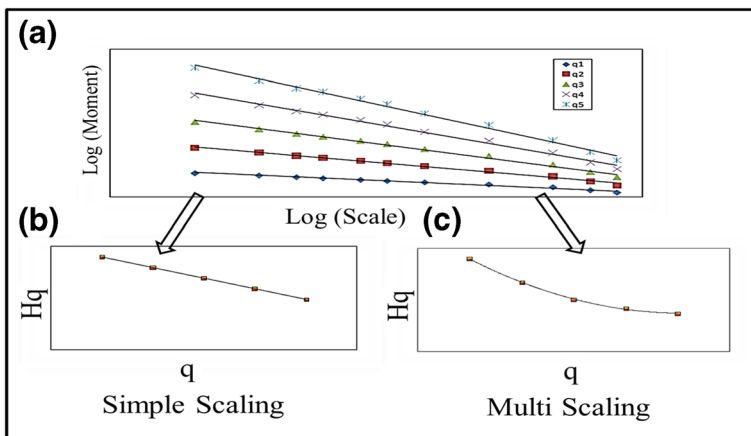 (a)
Log (Moment)
q1
q2
q3
q4
q5
Log (Scale)
(b)
(c)
Hq
q
Simple Scaling
Hq
q
Multi Scaling